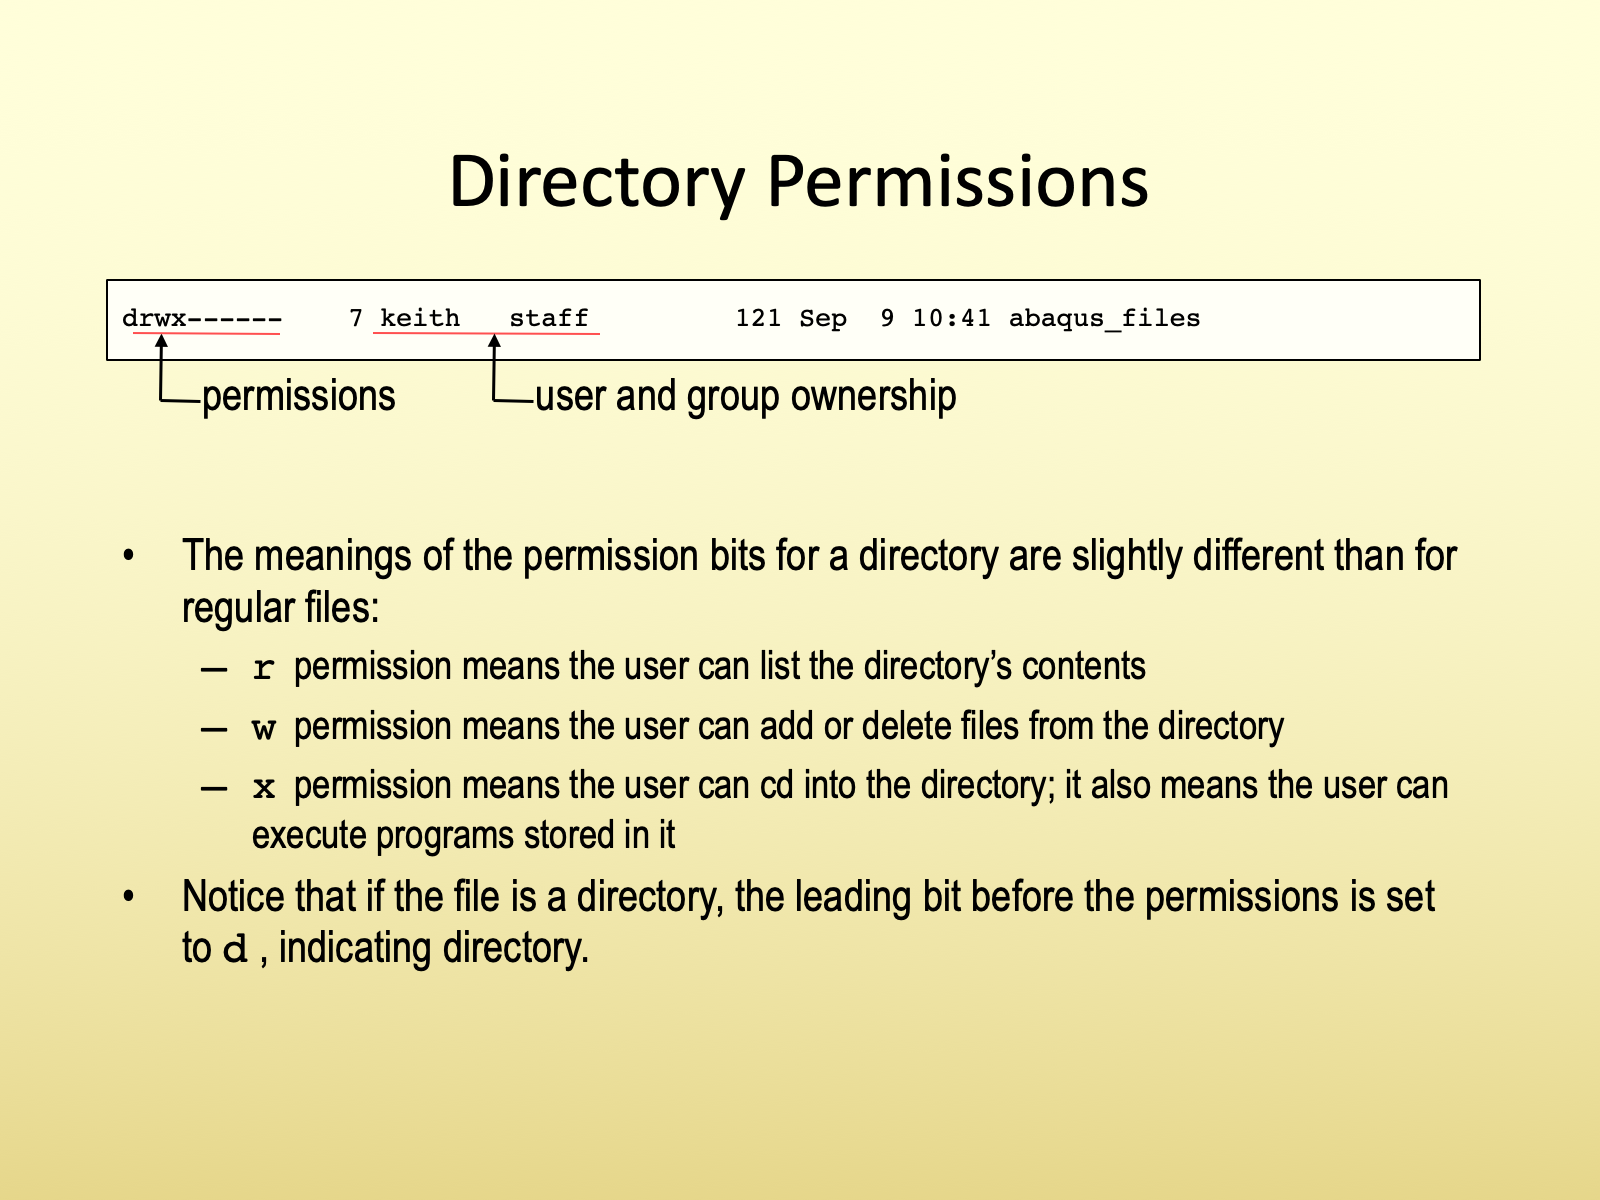 Directory Permissions
drwx------    7 keith   staff         121 Sep  9 10:41 abaqus_files
permissions
user and group ownership
• The meanings of the permission bits for a directory are slightly different than for
regular files:
– r permission means the user can list the directory’s contents
– w permission means the user can add or delete files from the directory
– x permission means the user can cd into the directory; it also means the user can
execute programs stored in it
• Notice that if the file is a directory, the leading bit before the permissions is set
to d , indicating directory.